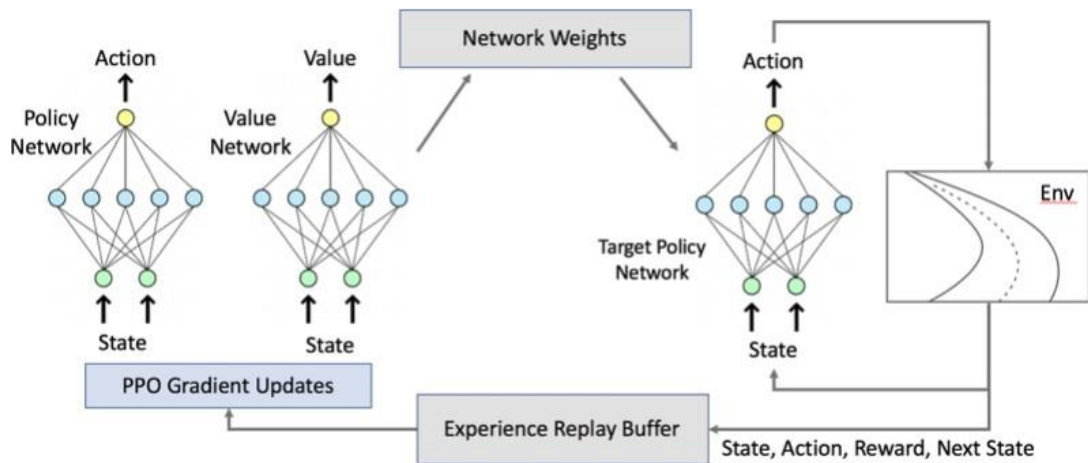 Action
Value
Network Weights
Action
Policy
Network
Value
Network
Env
Target Policy
Network
State
State
State
PPO Gradient Updates
Experience Replay Buffer
State, Action, Reward, Next State